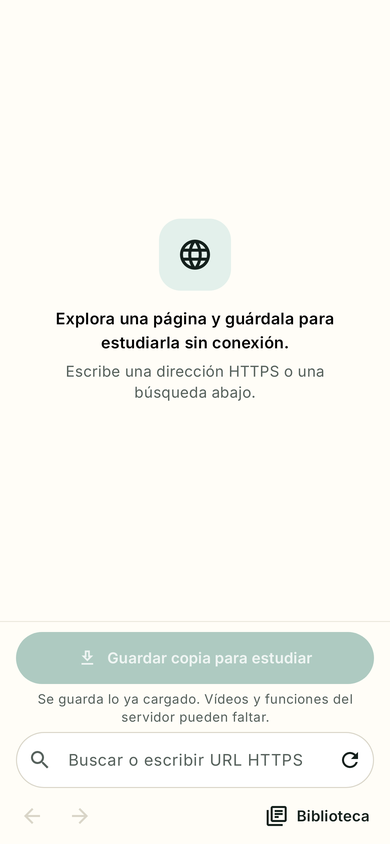 Explora una página y guárdala para
estudiarla sin conexión.
Escribe una dirección HTTPS o una
búsqueda abajo.
Guardar copia para estudiar
Se guarda lo ya cargado. Vídeos y funciones del
servidor pueden faltar.
Buscar o escribir URL HTTPS
Biblioteca